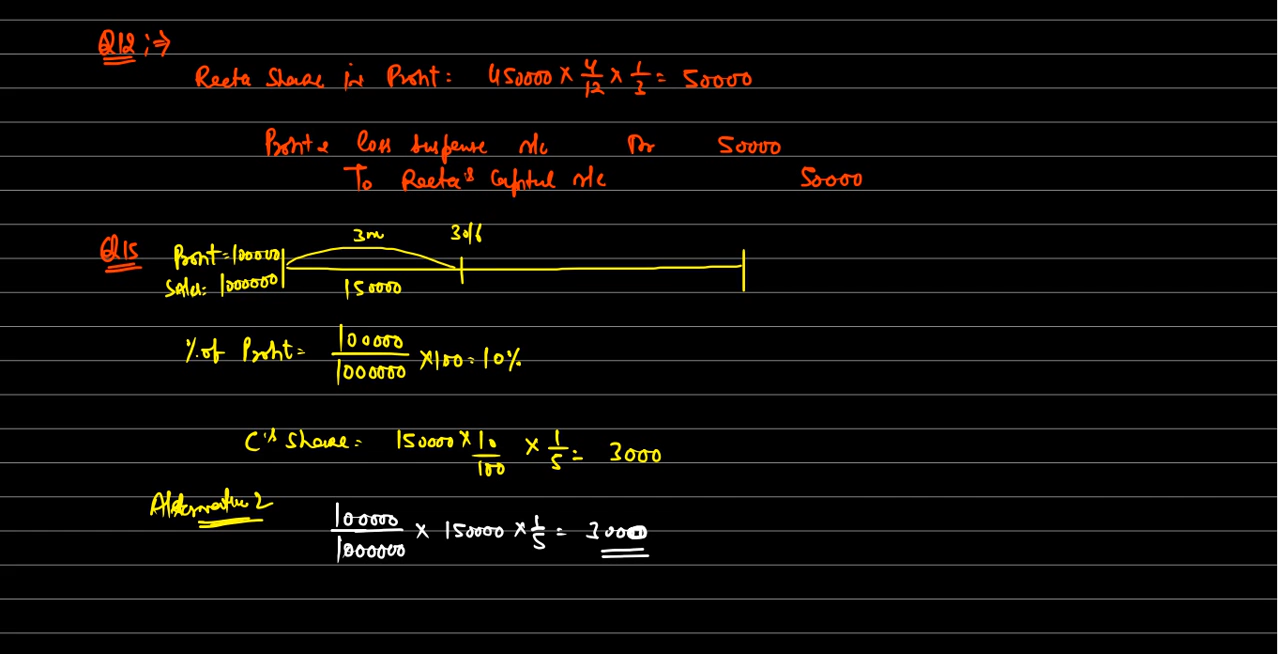 Q12 :⇒
Reeta Share in Profit = 450000 × 4/12 × 1/3 = 50000
Profit & loss Suspense A/c Dr 50000
To Reeta's Capital A/c 50000
Q15
3m 30/6
Profit = 100000
Sales = 1000000 150000
% of Profit = 100000/1000000 × 100 = 10%
C's Share = 150000 × 10/100 × 1/5 = 3000
Alternative 2
100000/1000000 × 150000 × 1/5 = 3000